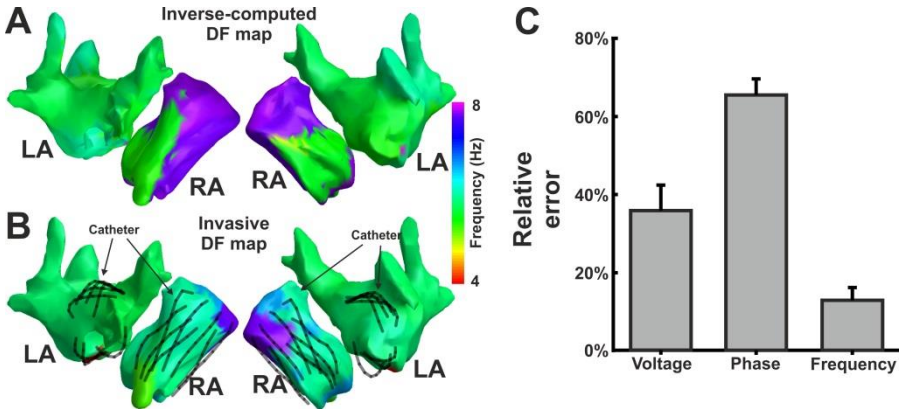 A
Inverse-computed
DF map
LA
RA
RA
LA
8
Frequency (Hz)
4
B
Invasive
DF map
Catheter
Catheter
LA
RA
RA
LA
C
Relative
error
80%
60%
40%
20%
0%
Voltage
Phase
Frequency